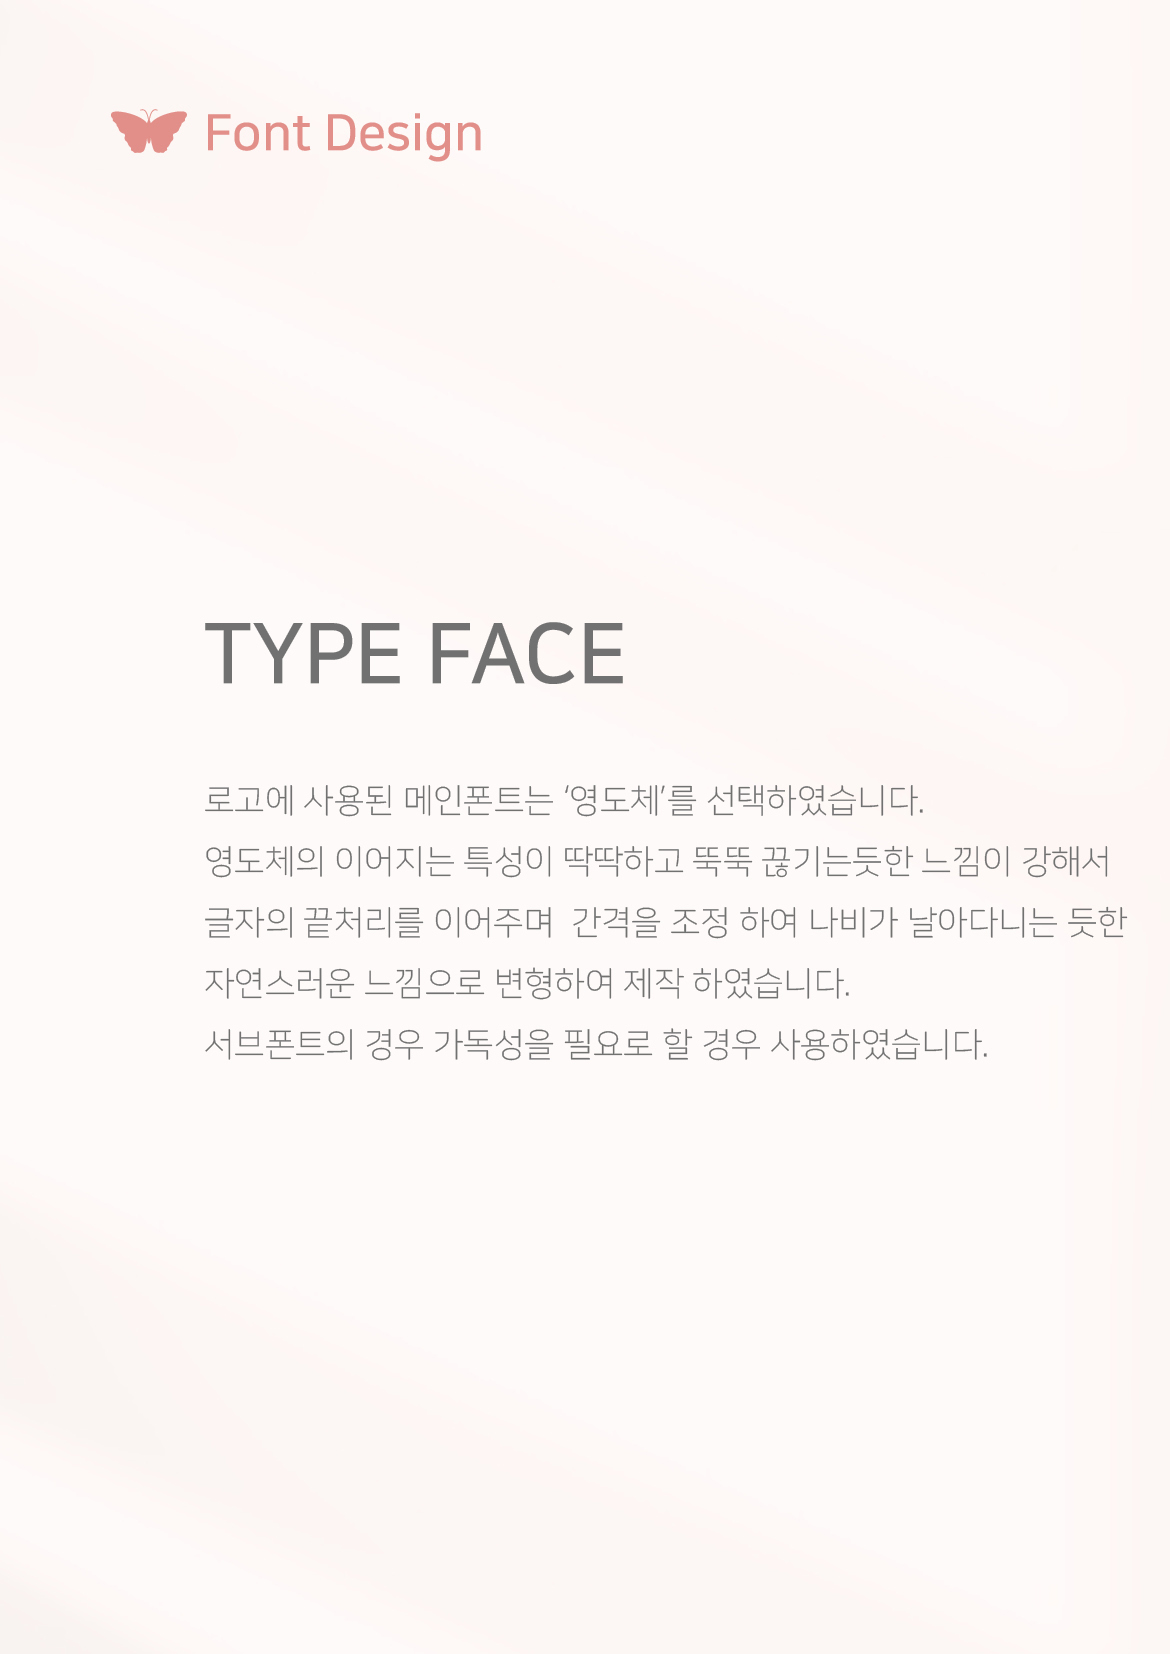 Font Design
TYPE FACE
로고에 사용된 메인폰트는 ‘영도체’를 선택하였습니다.
영도체의 이어지는 특성이 딱딱하고 뚝뚝 끊기는듯한 느낌이 강해서
글자의 끝처리를 이어주며  간격을 조정 하여 나비가 날아다니는 듯한
자연스러운 느낌으로 변형하여 제작 하였습니다.
서브폰트의 경우 가독성을 필요로 할 경우 사용하였습니다.